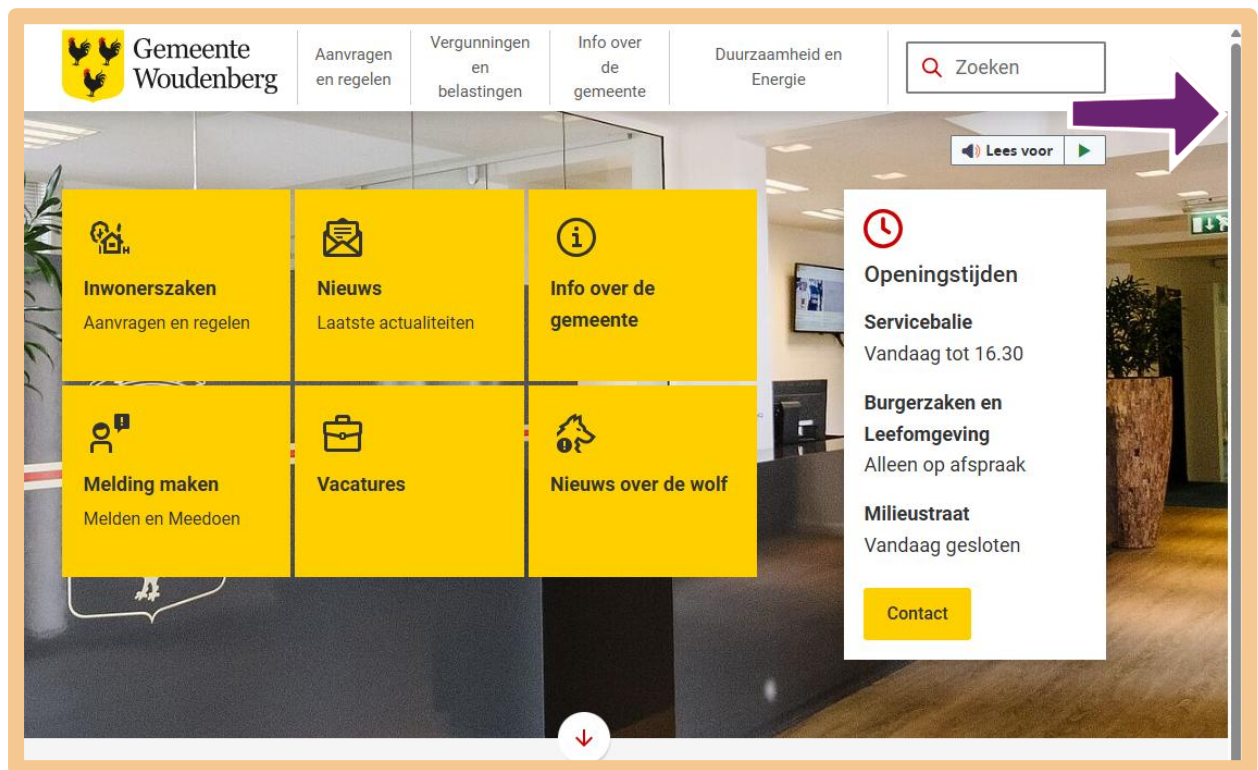 Gemeente
Woudenberg
Aanvragen
en regelen
Vergunningen
en
belastingen
Info over
de
gemeente
Duurzaamheid en
Energie
Zoeken
Lees voor
Inwonerszaken
Aanvragen en regelen
Nieuws
Laatste actualiteiten
Info over de
gemeente
Melding maken
Melden en Meedoen
Vacatures
Nieuws over de wolf
Openingstijden
Servicebalie
Vandaag tot 16.30
Burgerzaken en
Leefomgeving
Alleen op afspraak
Milieustraat
Vandaag gesloten
Contact